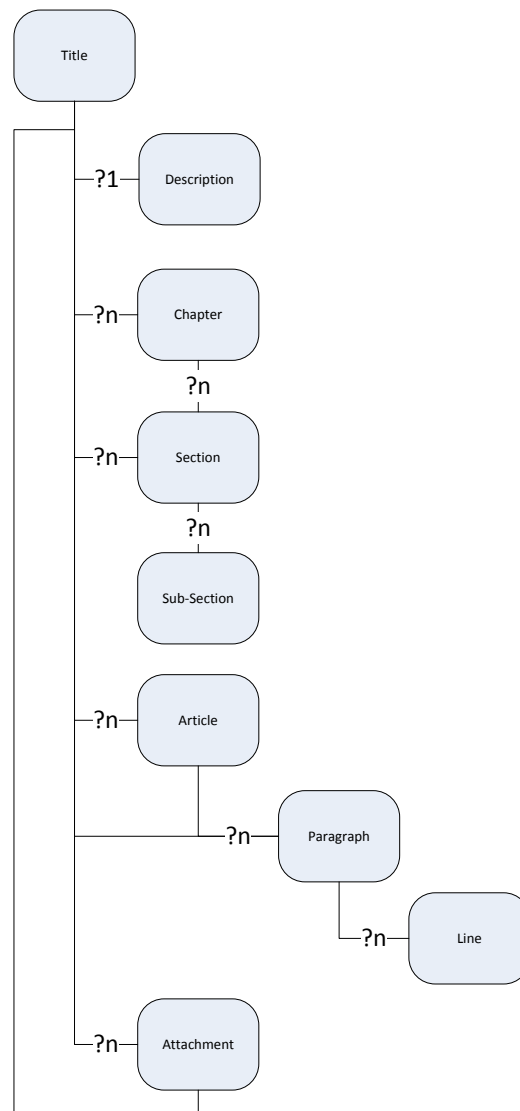 Title
?1
Description
?n
Chapter
?n
?n
Section
?n
Sub-Section
?n
Article
?n
Paragraph
?n
Line
?n
Attachment